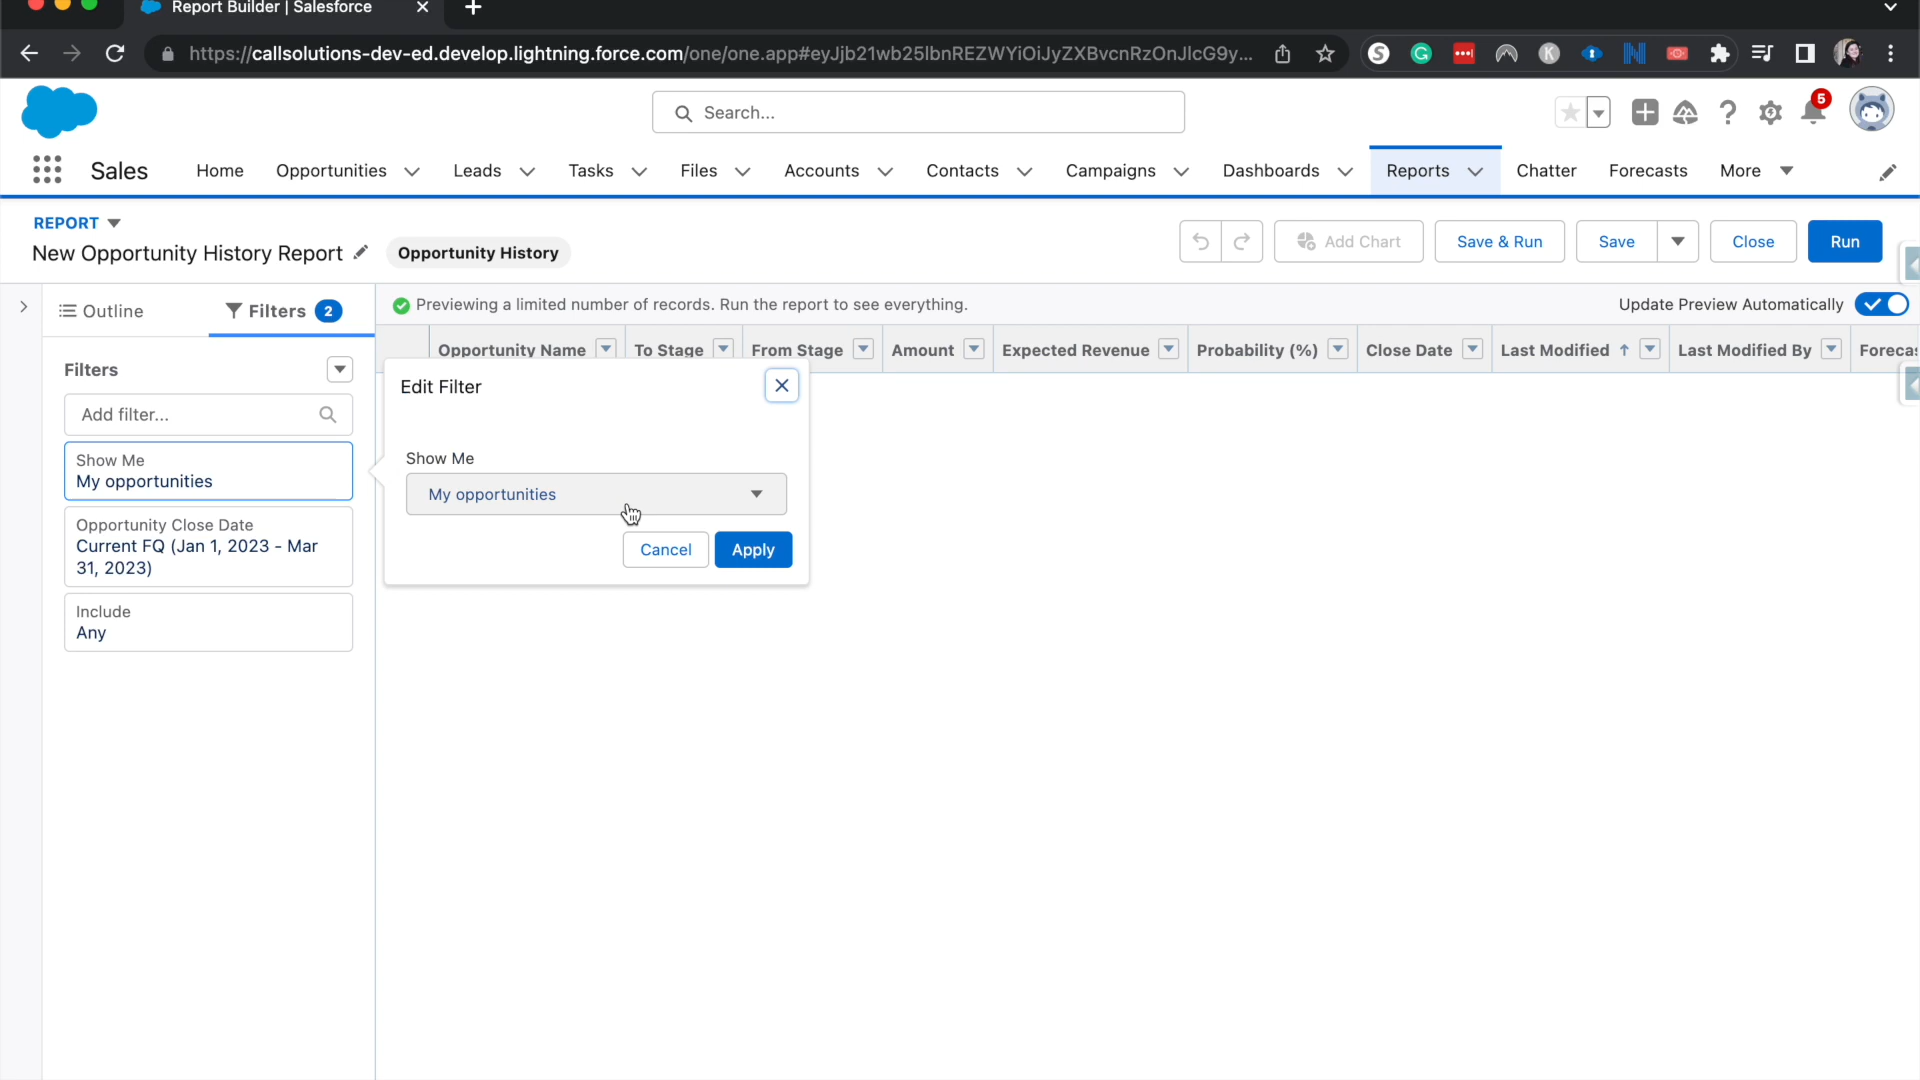 Report Builder | Salesforce
https://callsolutions-dev-ed.develop.lightning.force.com/one/one.app#eyJjb21wb25lbnREZWYiOiJyZXBvcnRzOnJlcG9y...
Search...
5
Sales Home Opportunities Leads Tasks Files Accounts Contacts Campaigns Dashboards Reports Chatter Forecasts More
REPORT
New Opportunity History Report Opportunity History
Add Chart Save & Run Save Close Run
Outline Filters 2
Previewing a limited number of records. Run the report to see everything. Update Preview Automatically
Opportunity Name To Stage From Stage Amount Expected Revenue Probability (%) Close Date Last Modified ↑ Last Modified By Forecas
Filters
Add filter...
Show Me
My opportunities
Opportunity Close Date
Current FQ (Jan 1, 2023 - Mar
31, 2023)
Include
Any
Edit Filter
Show Me
My opportunities
Cancel Apply